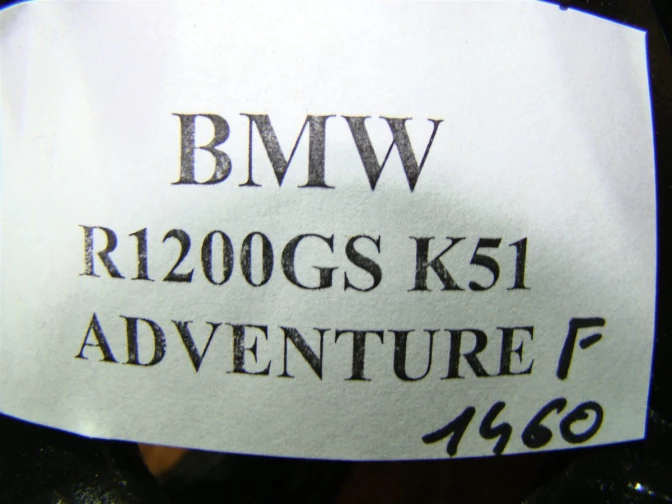 BMW
R1200GS K51
ADVENTURE F
1460